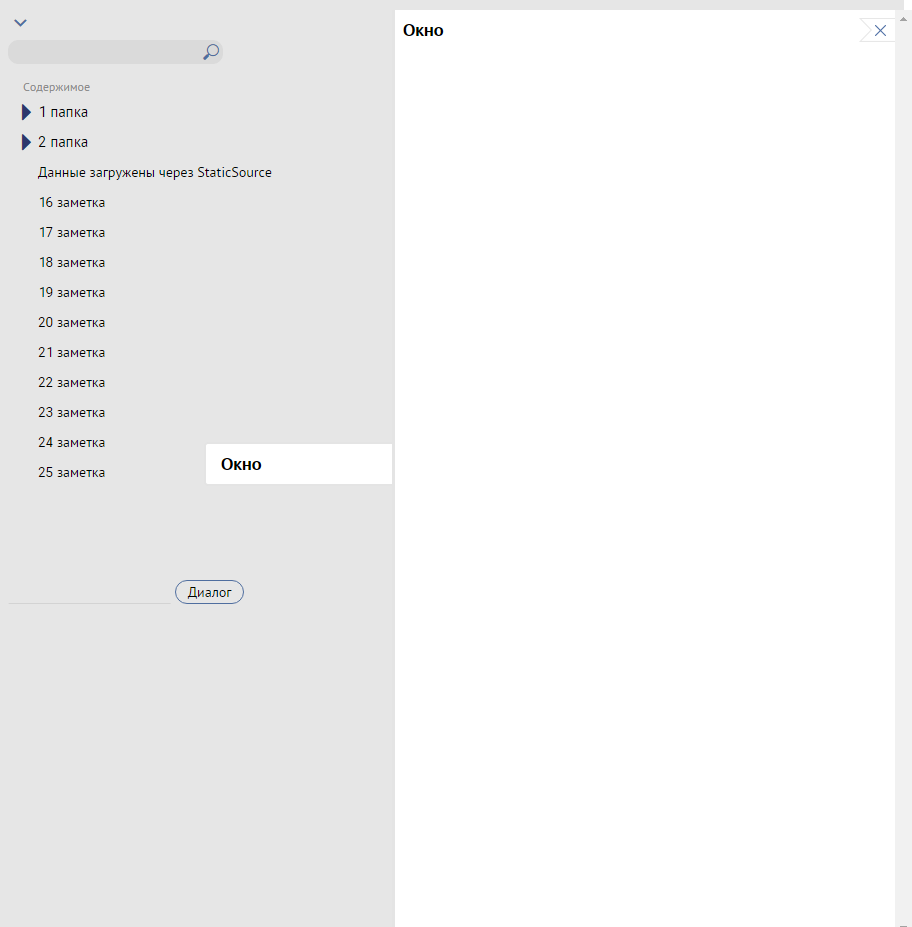 Содержимое
1 папка
2 папка
Данные загружены через StaticSource
16 заметка
17 заметка
18 заметка
19 заметка
20 заметка
21 заметка
22 заметка
23 заметка
24 заметка
25 заметка
Окно
Диалог
Окно